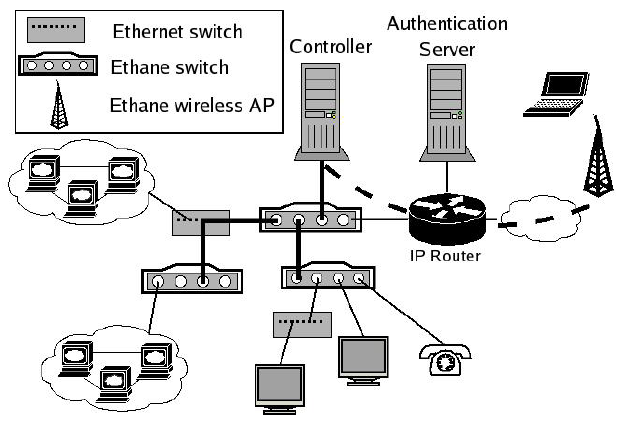 Ethernet switch
Ethane switch
Ethane wireless AP
Controller
Authentication
Server
IP Router